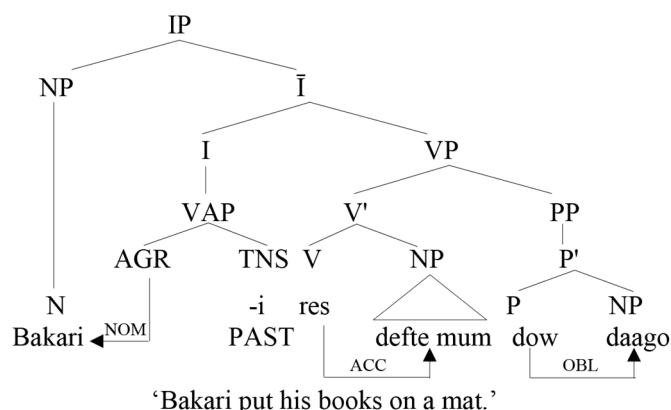 IP
NP Ī
I VP
VAP V' PP
AGR TNS V NP P'
N -i res P NP
Bakari NOM PAST defte mum dow daago
ACC OBL
‘Bakari put his books on a mat.’